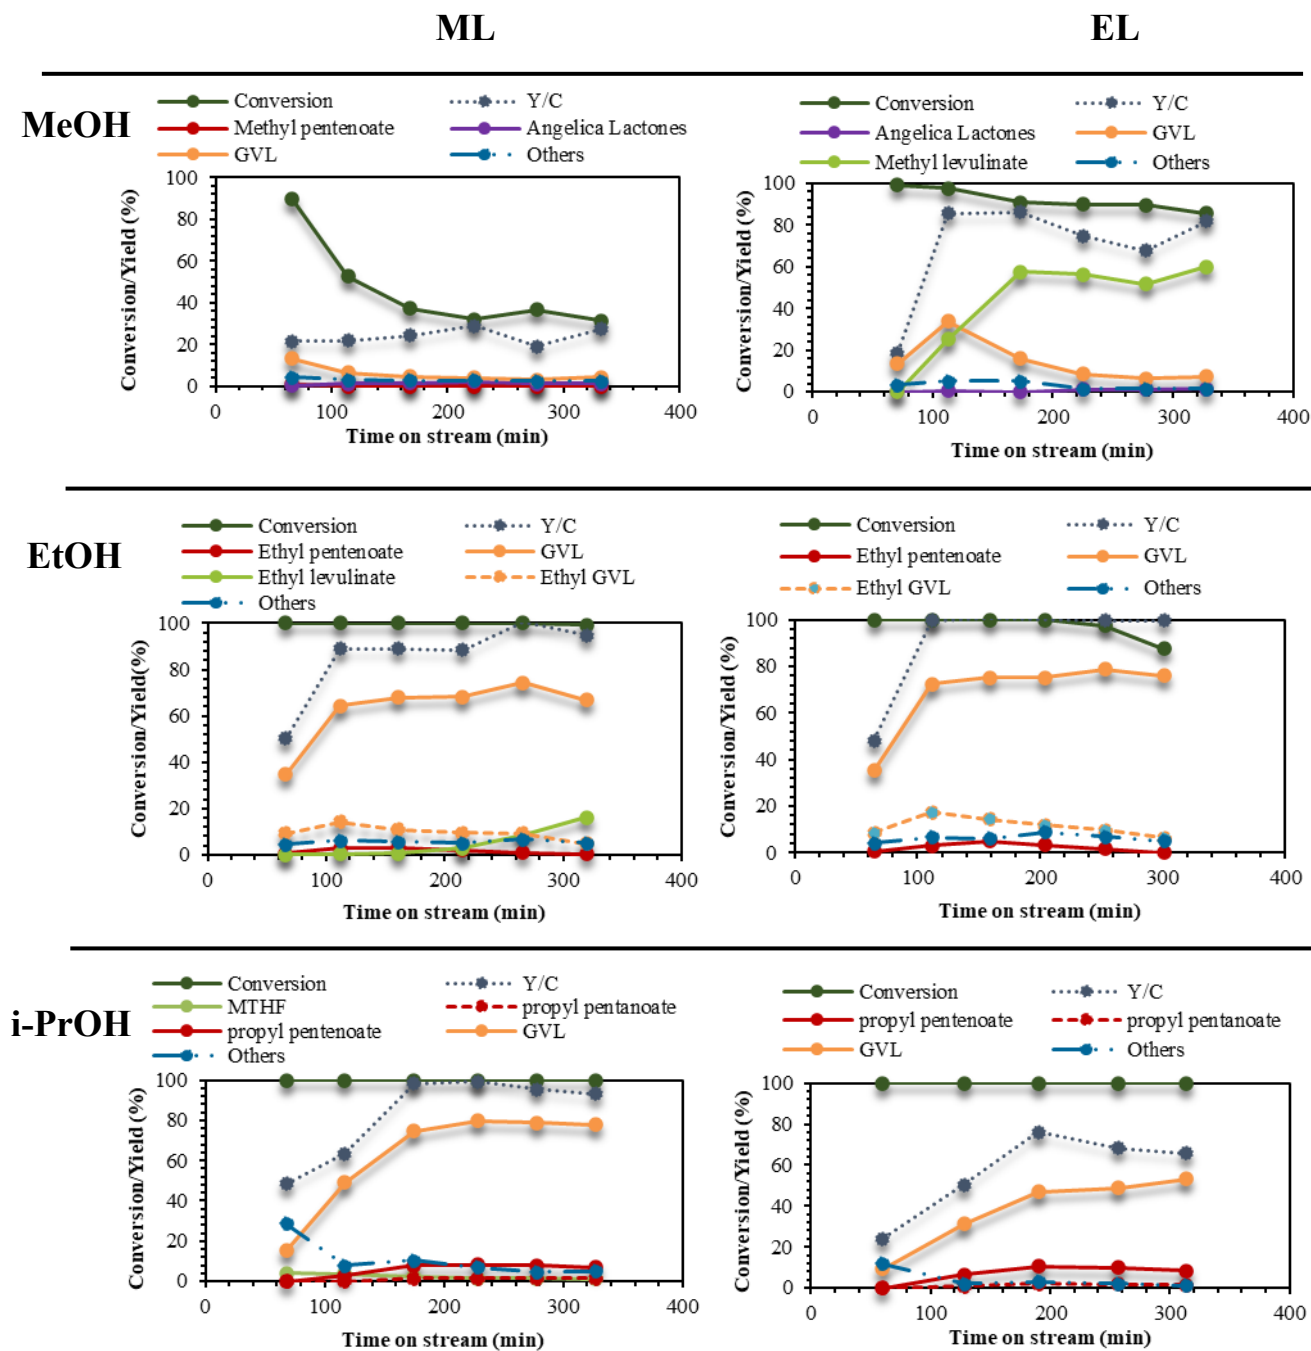 ML EL
MeOH
Conversion Y/C
Methyl pentenoate Angelica Lactones
GVL Others
Conversion/Yield (%)
100
80
60
40
20
0
0 100 200 300 400
Time on stream (min)
Conversion Y/C
Angelica Lactones GVL
Methyl levulinate Others
Conversion/Yield (%)
100
80
60
40
20
0
0 100 200 300 400
Time on stream (min)
EtOH
Conversion Y/C
Ethyl pentenoate GVL
Ethyl levulinate Ethyl GVL
Others
Conversion/Yield(%)
100
80
60
40
20
0
0 100 200 300 400
Time on stream (min)
Conversion Y/C
Ethyl pentenoate GVL
Ethyl GVL Others
Conversion/Yield (%)
100
80
60
40
20
0
0 100 200 300 400
Time on stream (min)
i-PrOH
Conversion Y/C
MTHF propyl pentanoate
propyl pentenoate GVL
Others
Conversion/Yield (%)
100
80
60
40
20
0
0 100 200 300 400
Time on stream (min)
Conversion Y/C
propyl pentenoate propyl pentanoate
GVL Others
Conversion/Yield (%)
100
80
60
40
20
0
0 100 200 300 400
Time on stream (min)